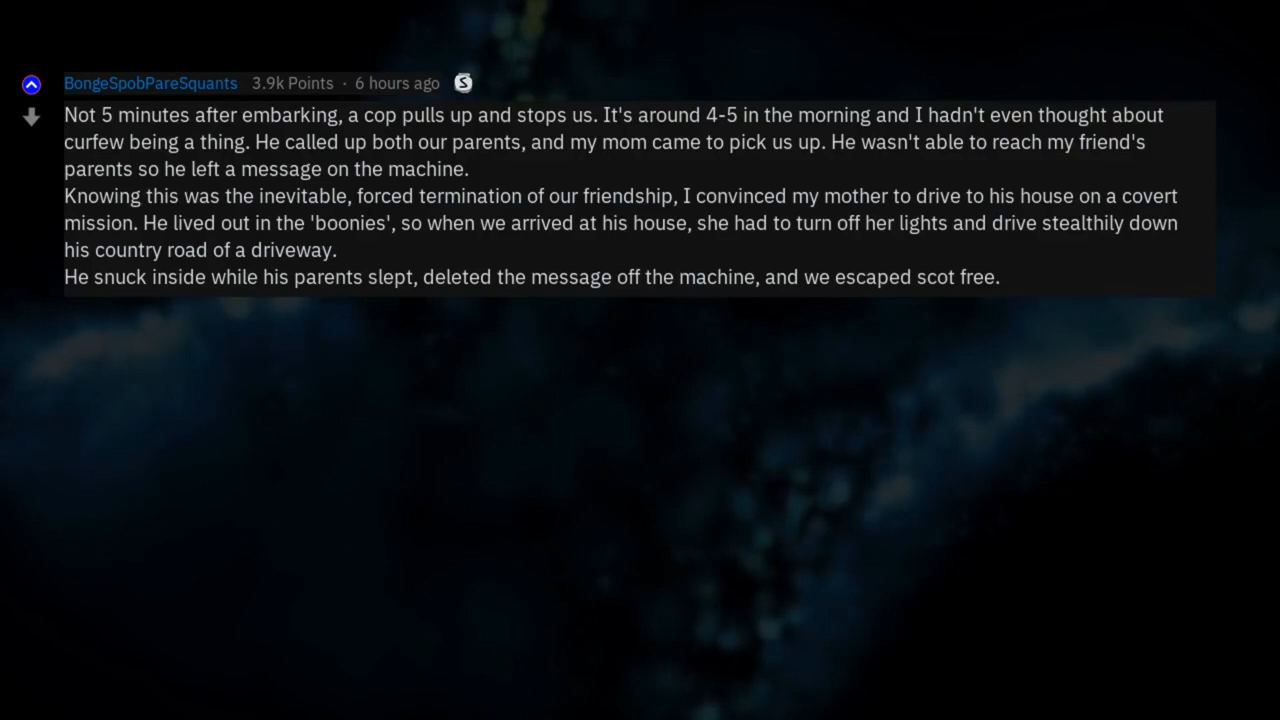 BongeSpobPareSquants 3.9k Points · 6 hours ago S
Not 5 minutes after embarking, a cop pulls up and stops us. It's around 4-5 in the morning and I hadn't even thought about
curfew being a thing. He called up both our parents, and my mom came to pick us up. He wasn't able to reach my friend's
parents so he left a message on the machine.
Knowing this was the inevitable, forced termination of our friendship, I convinced my mother to drive to his house on a covert
mission. He lived out in the 'boonies', so when we arrived at his house, she had to turn off her lights and drive stealthily down
his country road of a driveway.
He snuck inside while his parents slept, deleted the message off the machine, and we escaped scot free.